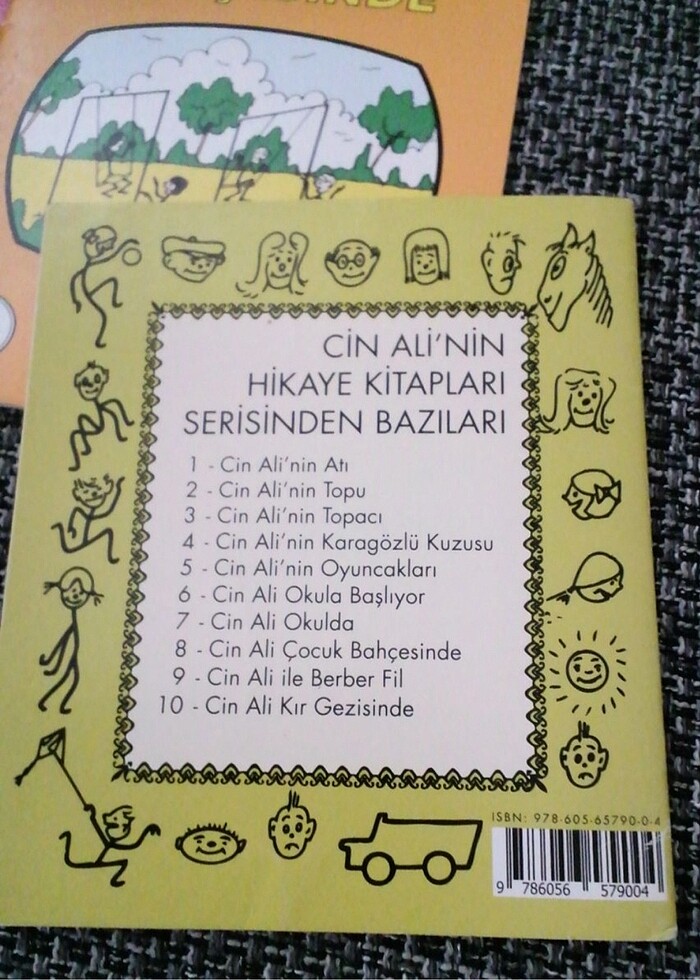 CİN ALİ'NİN
HİKAYE KİTAPLARI
SERİSİNDEN BAZILARI
1 - Cin Ali'nin Atı
2 - Cin Ali'nin Topu
3 - Cin Ali'nin Topacı
4 - Cin Ali'nin Karagözlü Kuzusu
5 - Cin Ali'nin Oyuncakları
6 - Cin Ali Okula Başlıyor
7 - Cin Ali Okulda
8 - Cin Ali Çocuk Bahçesinde
9 - Cin Ali ile Berber Fil
10 - Cin Ali Kır Gezisinde
ISBN: 978-605-65790-0-4
9 786056 579004